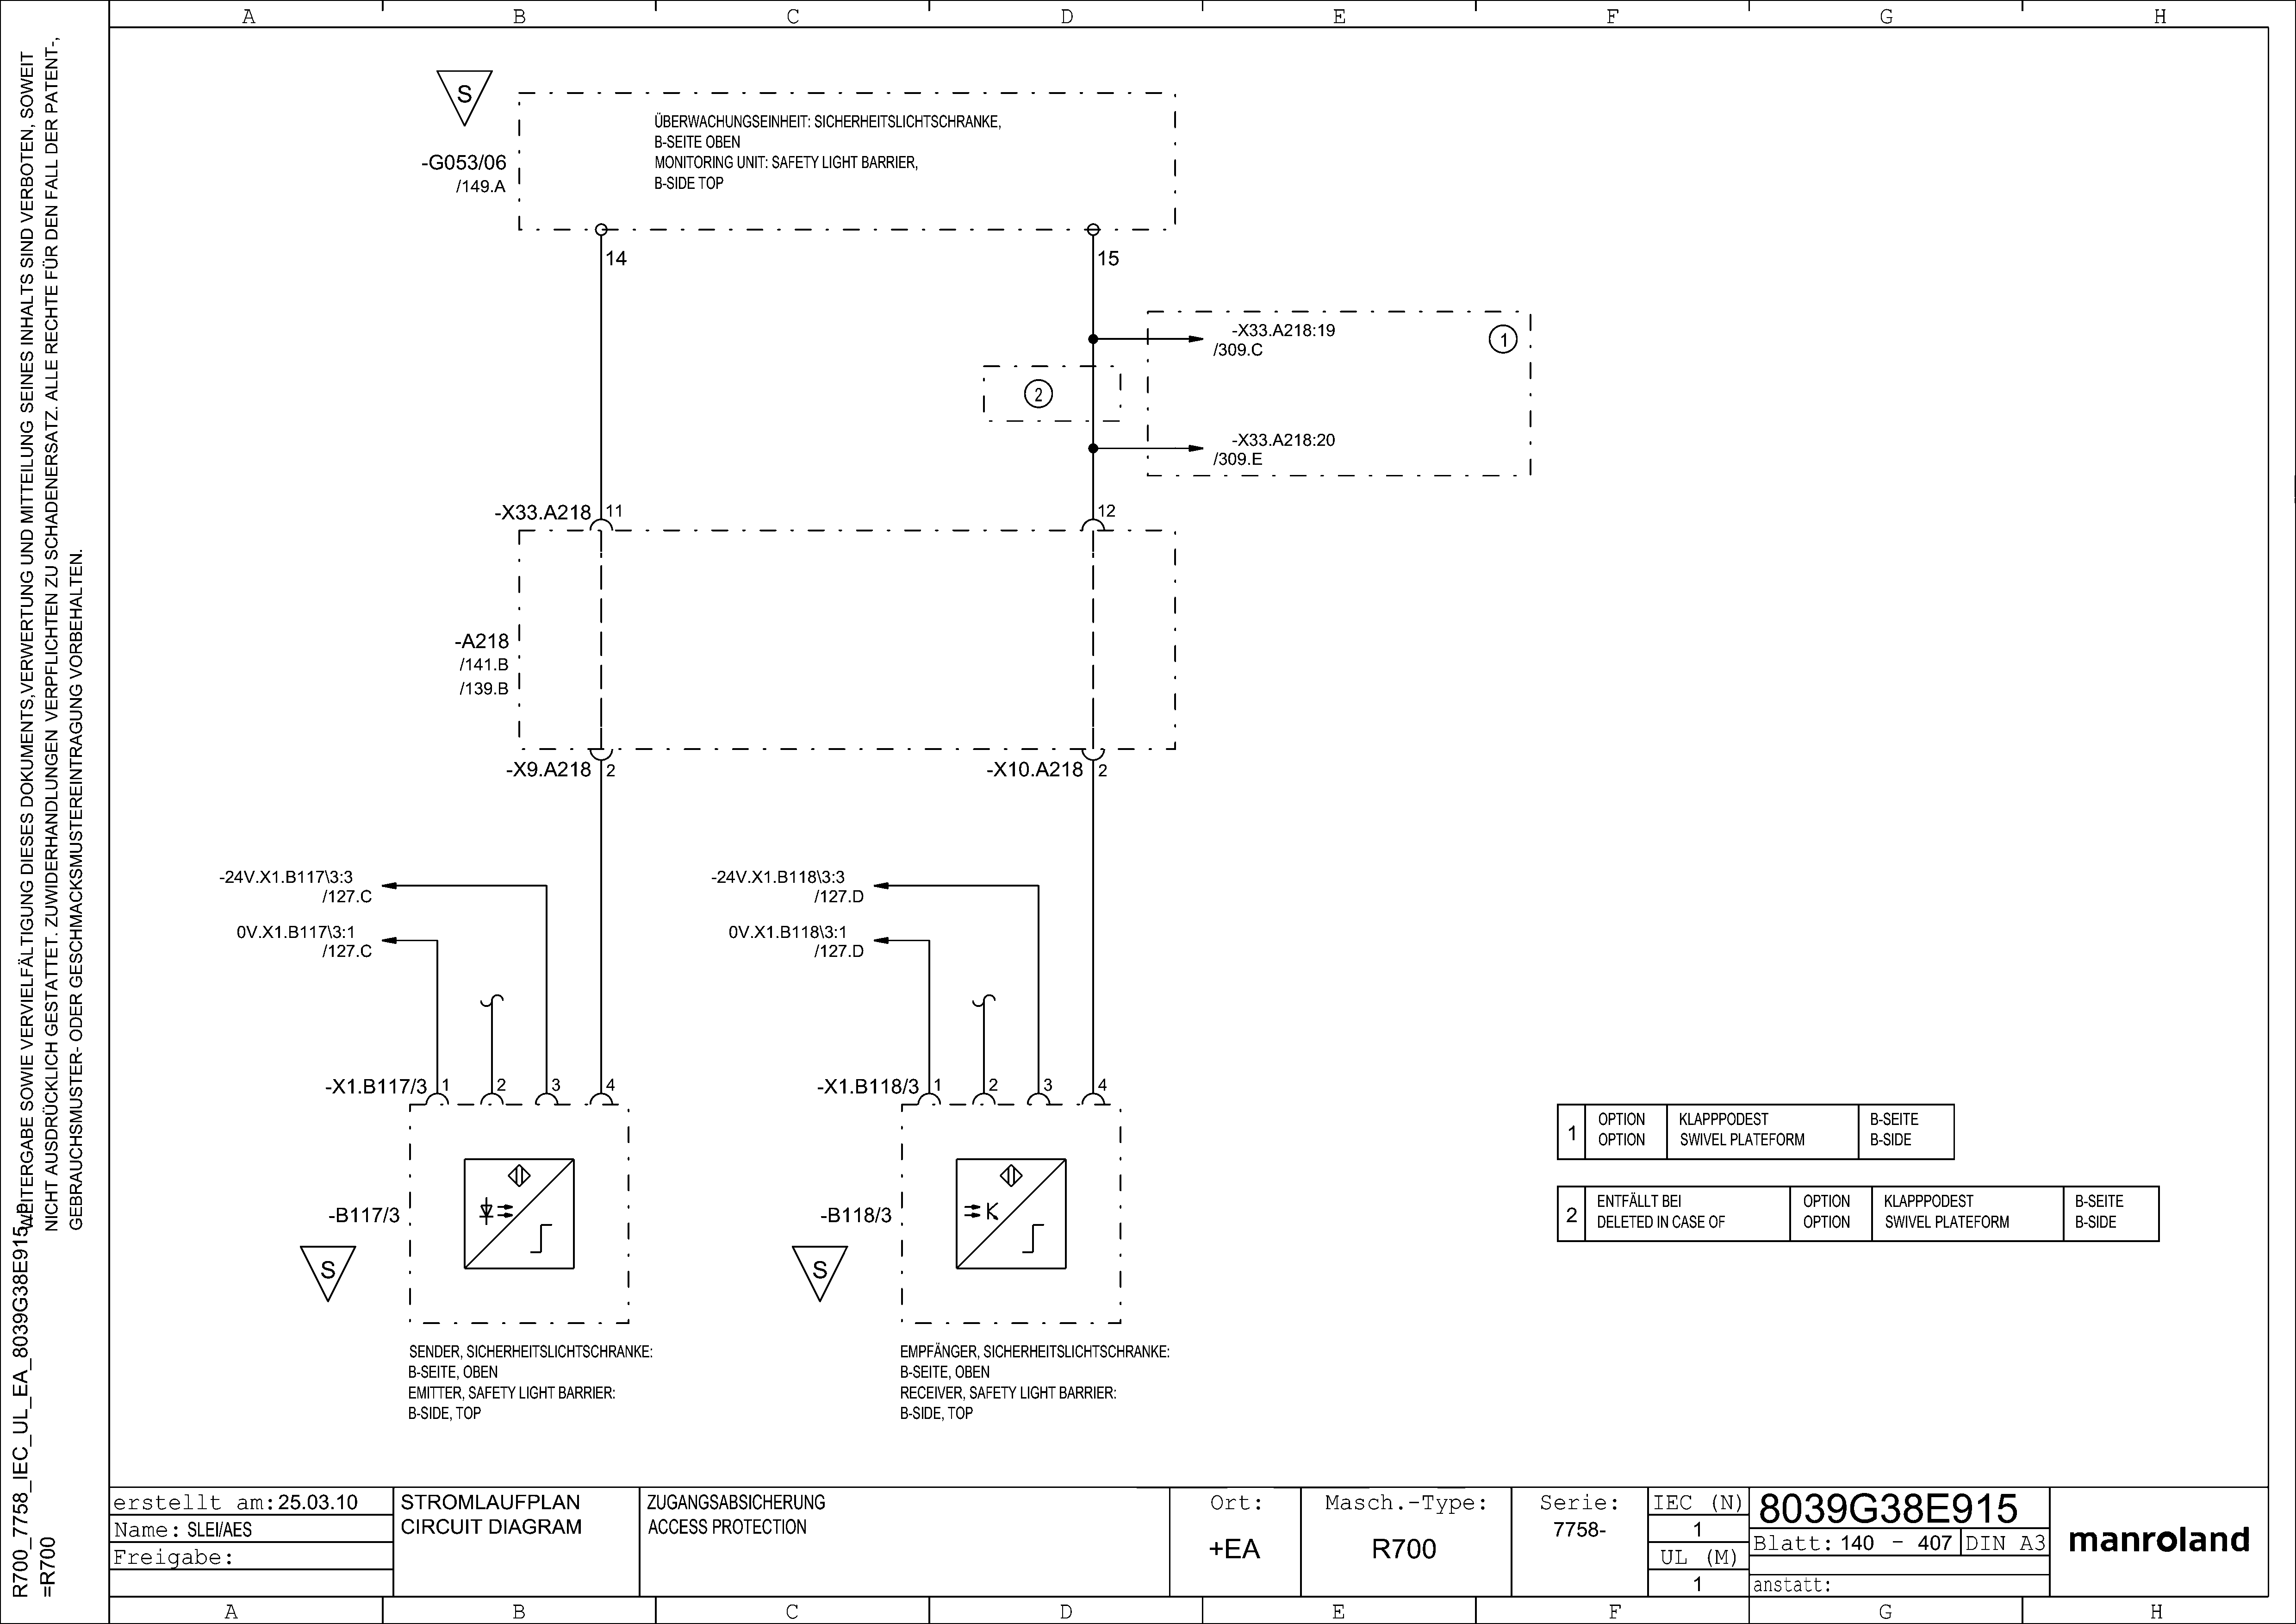 A B C D E F G H
S
-G053/06
/149.A
ÜBERWACHUNGSEINHEIT: SICHERHEITSLICHTSCHRANKE,
B-SEITE OBEN
MONITORING UNIT: SAFETY LIGHT BARRIER,
B-SIDE TOP
14
15
-X33.A218:19
/309.C
1
2
-X33.A218:20
/309.E
-X33.A218 11
12
-A218
/141.B
/139.B
-X9.A218 2
-X10.A218 2
-24V.X1.B117\3:3
/127.C
0V.X1.B117\3:1
/127.C
-24V.X1.B118\3:3
/127.D
0V.X1.B118\3:1
/127.D
-X1.B117/3 1 2 3 4
-X1.B118/3 1 2 3 4
-B117/3
S
-B118/3
S
SENDER, SICHERHEITSLICHTSCHRANKE:
B-SEITE, OBEN
EMITTER, SAFETY LIGHT BARRIER:
B-SIDE, TOP
EMPFÄNGER, SICHERHEITSLICHTSCHRANKE:
B-SEITE, OBEN
RECEIVER, SAFETY LIGHT BARRIER:
B-SIDE, TOP
1
OPTION KLAPPPODEST B-SEITE
OPTION SWIVEL PLATEFORM B-SIDE
2
ENTFÄLLT BEI OPTION KLAPPPODEST B-SEITE
DELETED IN CASE OF OPTION SWIVEL PLATEFORM B-SIDE
erstellt am: 25.03.10
Name: SLEI/AES
Freigabe:
STROMLAUFPLAN
CIRCUIT DIAGRAM
ZUGANGSABSICHERUNG
ACCESS PROTECTION
Ort:
+EA
Masch.-Type:
R700
Serie:
7758-
IEC (N)
1
UL (M)
1
8039G38E915
Blatt: 140 - 407 DIN A3
anstatt:
manroland
A B C D E F G H
WEITERGABE SOWIE VERVIELFÄLTIGUNG DIESES DOKUMENTS,VERWERTUNG UND MITTEILUNG SEINES INHALTS SIND VERBOTEN, SOWEIT
NICHT AUSDRÜCKLICH GESTATTET. ZUWIDERHANDLUNGEN VERPFLICHTEN ZU SCHADENERSATZ. ALLE RECHTE FÜR DEN FALL DER PATENT-,
GEBRAUCHSMUSTER- ODER GESCHMACKSMUSTEREINTRAGUNG VORBEHALTEN.
=R700